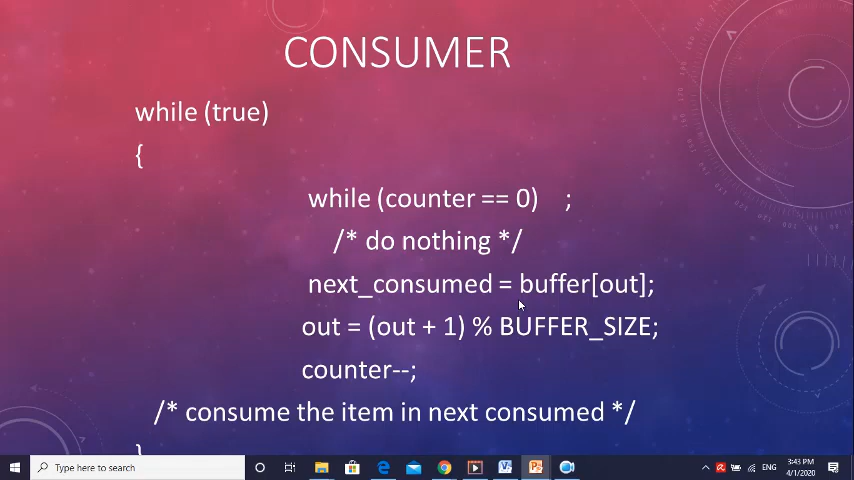 CONSUMER
while (true)
{
while (counter == 0) ;
/* do nothing */
next_consumed = buffer[out];
out = (out + 1) % BUFFER_SIZE;
counter--;
/* consume the item in next consumed */
}
Type here to search
ENG
3:43 PM
4/1/2020